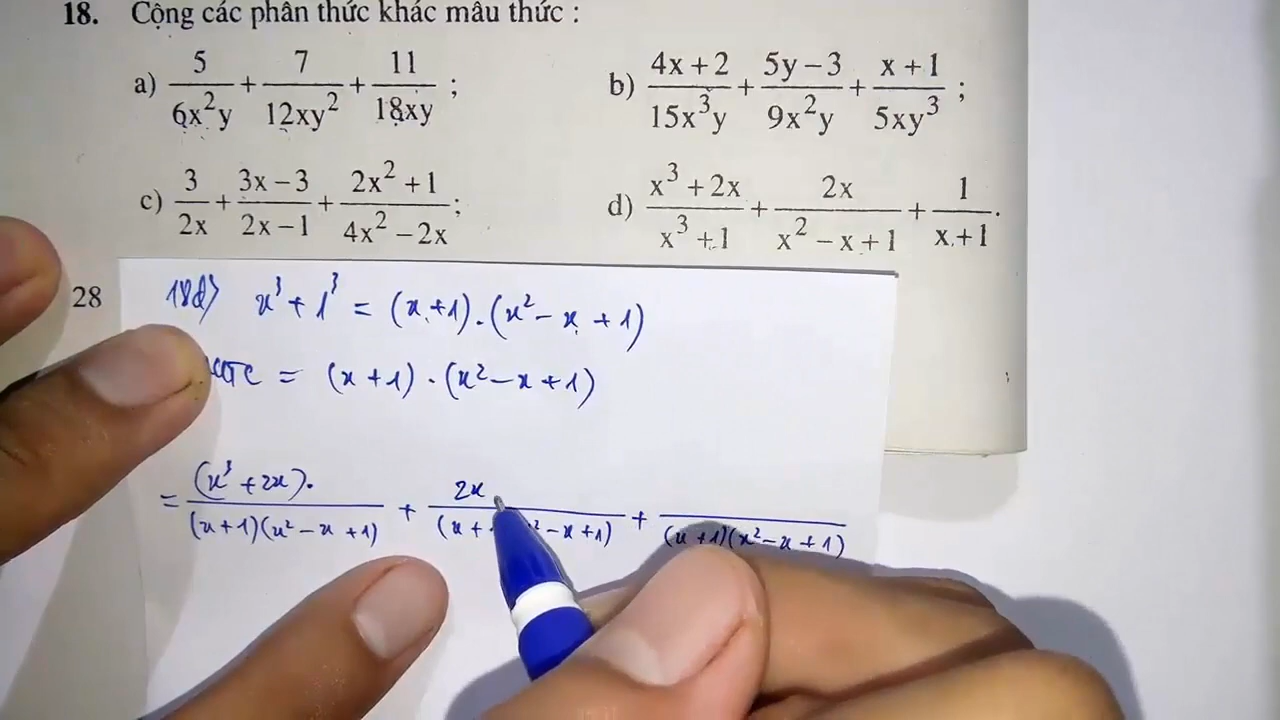 18. Cộng các phân thức khác mẫu thức :
a) 5/(6x²y) + 7/(12xy²) + 11/(18xy) ;
b) (4x + 2)/(15x³y) + (5y − 3)/(9x²y) + (x + 1)/(5xy³) ;
c) 3/(2x) + (3x − 3)/(2x − 1) + (2x² + 1)/(4x² − 2x) ;
d) (x³ + 2x)/(x³ + 1) + 2x/(x² − x + 1) + 1/(x + 1) .
28
18d) x³ + 1³ = (x + 1) . (x² − x + 1)
= (x + 1) . (x² − x + 1)
= (x³ + 2x). / (x + 1)(x² − x + 1) + 2x / (x + x² − x + 1) + / (x + 1)(x² − x + 1)